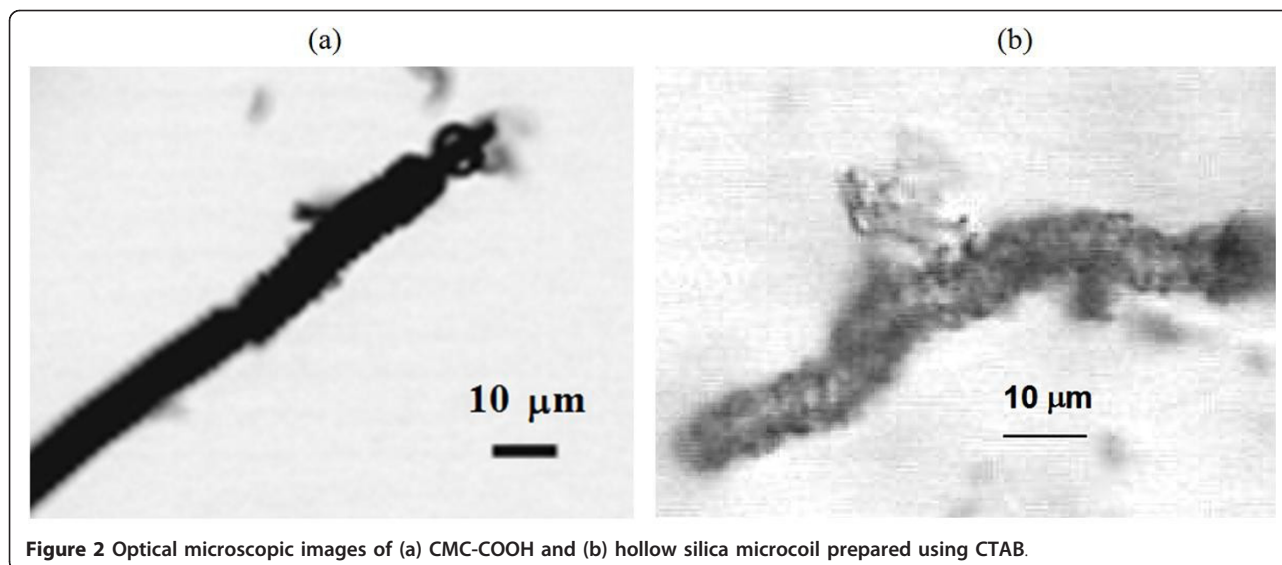 (a)
(b)
10 μm
10 μm
Figure 2 Optical microscopic images of (a) CMC-COOH and (b) hollow silica microcoil prepared using CTAB.